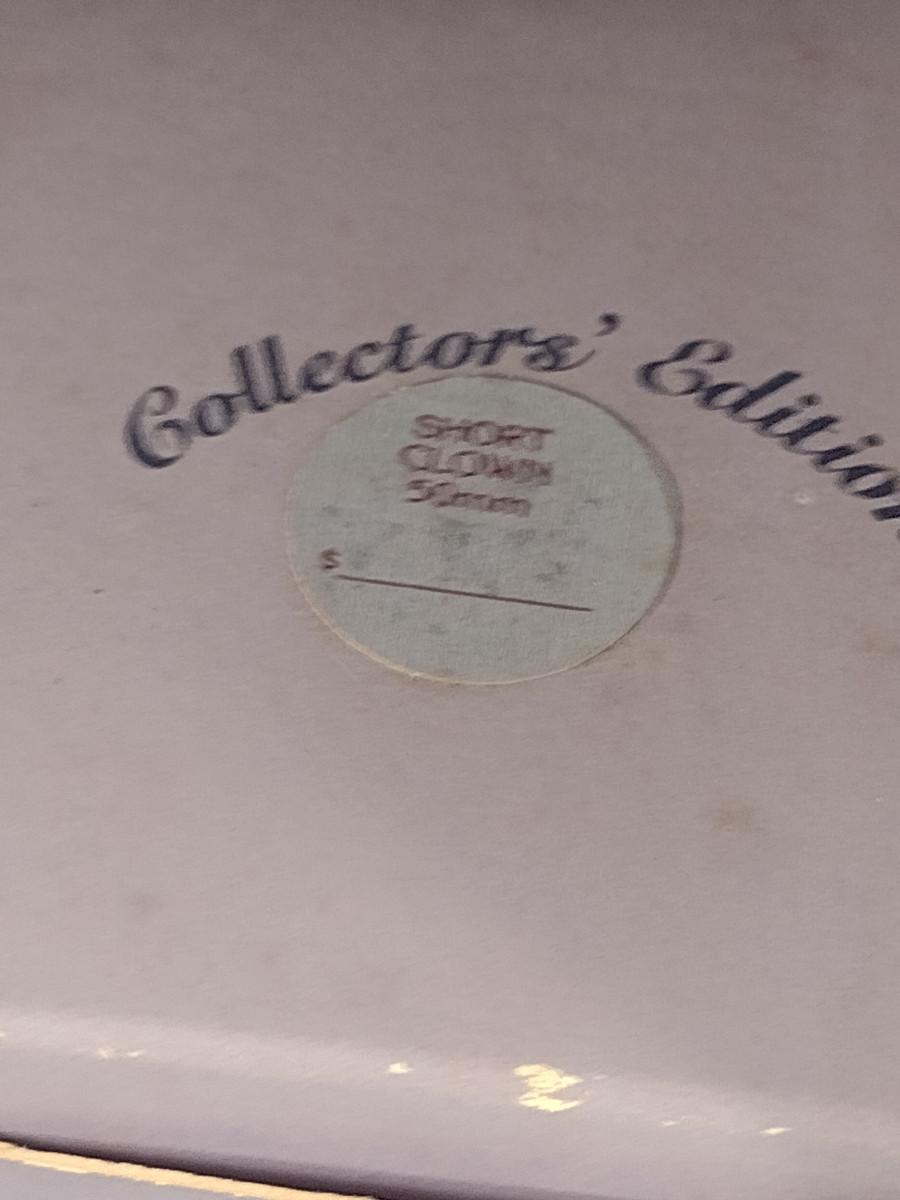 Collectors' Edition
SHORT
CLOWN
50mm
$